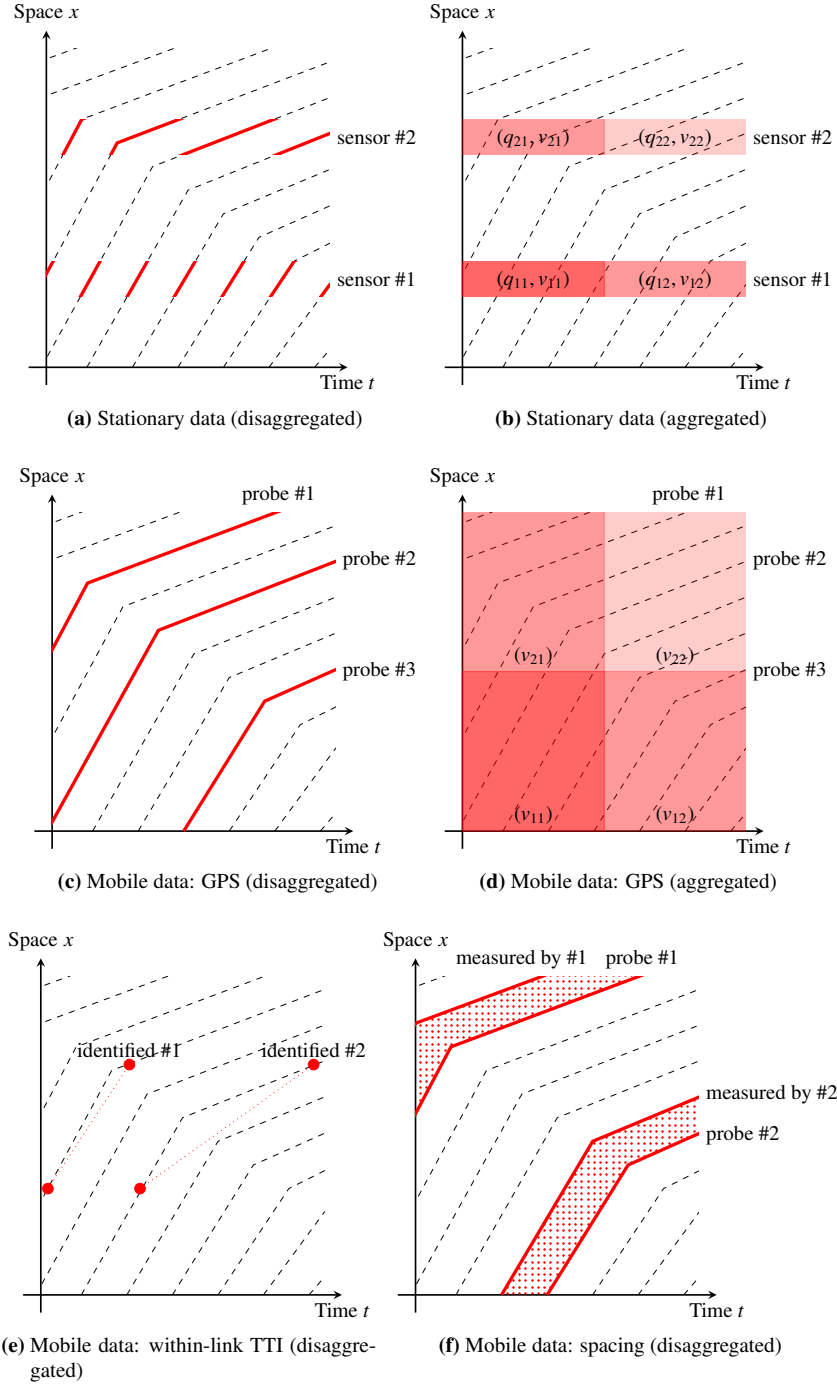 Space x
sensor #2
sensor #1
Time t
(a) Stationary data (disaggregated)
Space x
(q21, v21)
(q22, v22)
sensor #2
(q11, v11)
(q12, v12)
sensor #1
Time t
(b) Stationary data (aggregated)
Space x
probe #1
probe #2
probe #3
Time t
(c) Mobile data: GPS (disaggregated)
Space x
probe #1
probe #2
(v21)
(v22)
probe #3
(v11)
(v12)
Time t
(d) Mobile data: GPS (aggregated)
Space x
identified #1
identified #2
Time t
(e) Mobile data: within-link TTI (disaggre-
gated)
Space x
measured by #1
probe #1
measured by #2
probe #2
Time t
(f) Mobile data: spacing (disaggregated)